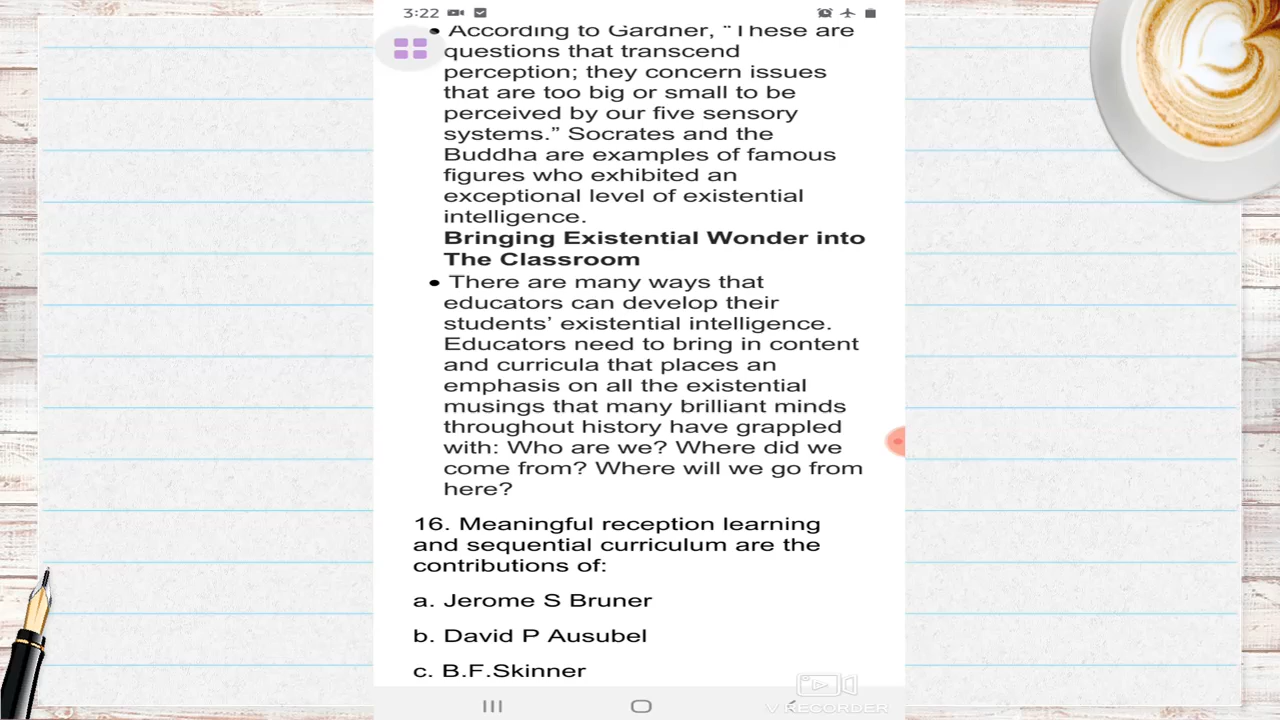 3:22
• According to Gardner, "These are
questions that transcend
perception; they concern issues
that are too big or small to be
perceived by our five sensory
systems.” Socrates and the
Buddha are examples of famous
figures who exhibited an
exceptional level of existential
intelligence.
Bringing Existential Wonder into
The Classroom
• There are many ways that
educators can develop their
students’ existential intelligence.
Educators need to bring in content
and curricula that places an
emphasis on all the existential
musings that many brilliant minds
throughout history have grappled
with: Who are we? Where did we
come from? Where will we go from
here?
16. Meaningful reception learning
and sequential curriculum are the
contributions of:
a. Jerome S Bruner
b. David P Ausubel
c. B.F.Skinner
V RECORDER